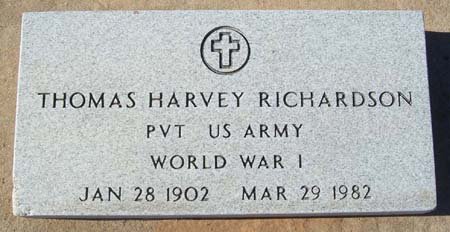 THOMAS HARVEY RICHARDSON
PVT US ARMY
WORLD WAR I
JAN 28 1902 MAR 29 1982